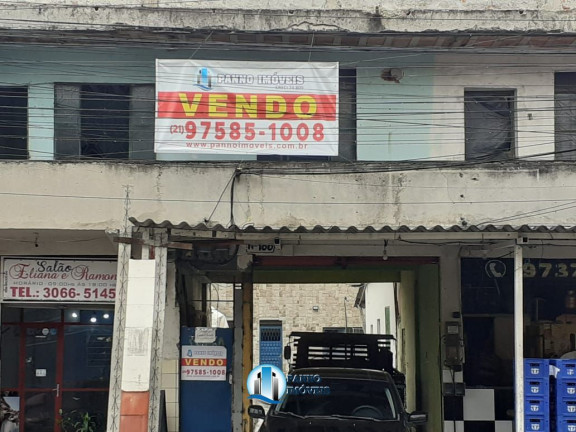 PANNO IMÓVEIS
VENDO
(21) 97585-1008
www.pannoimoveis.com.br
Salão
Eliana e Ramon
TEL.: 3066-5145
VENDO
97585-1008
PANNO
IMÓVEIS